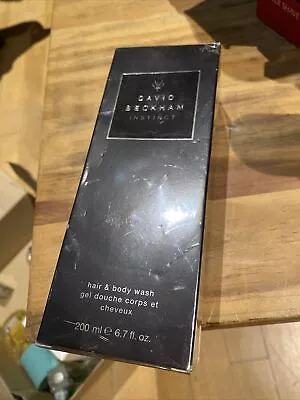 DAVID
BECKHAM
INSTINCT
hair & body wash
gel douche corps et
cheveux
200 ml ℮ 6.7 fl. oz.